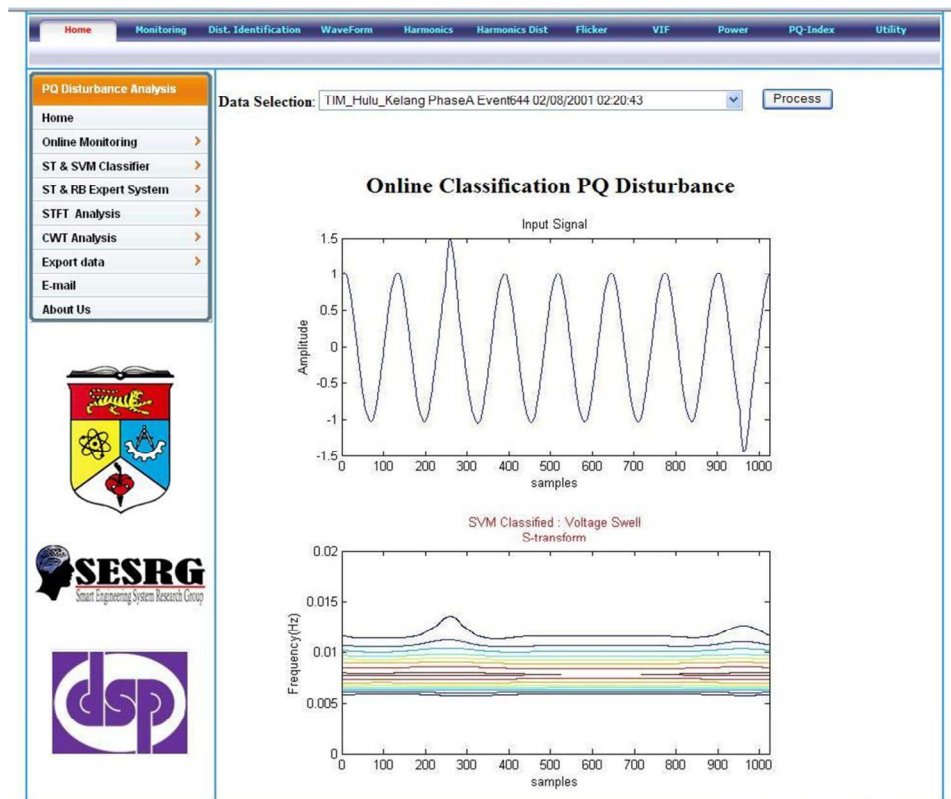 Home Monitoring Dist. Identification WaveForm Harmonics Harmonics Dist Flicker VIF Power PQ-Index Utility
PQ Disturbance Analysis
Home
Online Monitoring
ST & SVM Classifier
ST & RB Expert System
STFT Analysis
CWT Analysis
Export data
E-mail
About Us
SESRG
Smart Engineering System Research Group
dsp
Data Selection: TIM_Hulu_Kelang PhaseA Event644 02/08/2001 02:20:43 Process
Online Classification PQ Disturbance
Input Signal
1.5
1
0.5
0
-0.5
-1
-1.5
Amplitude
0 100 200 300 400 500 600 700 800 900 1000
samples
SVM Classified : Voltage Swell
S-transform
0.02
0.015
0.01
0.005
0
Frequency(Hz)
0 100 200 300 400 500 600 700 800 900 1000
samples